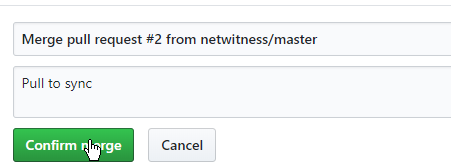 Merge pull request #2 from netwitness/master
Pull to sync
Confirm merge
Cancel